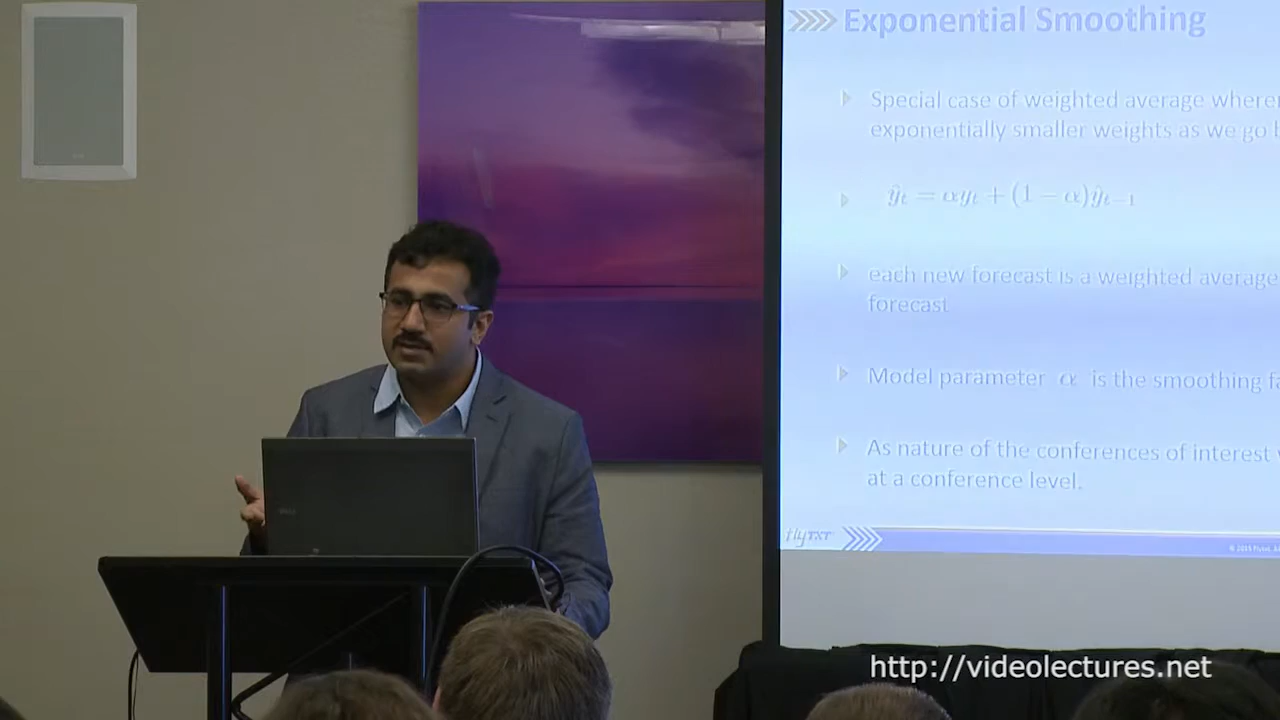 Exponential Smoothing
Special case of weighted average where
exponentially smaller weights as we go
ŷt = αyt + (1 − α)ŷt−1
each new forecast is a weighted average
forecast
Model parameter α is the smoothing
As nature of the conferences of interest
at a conference level.
flytxt
http://videolectures.net